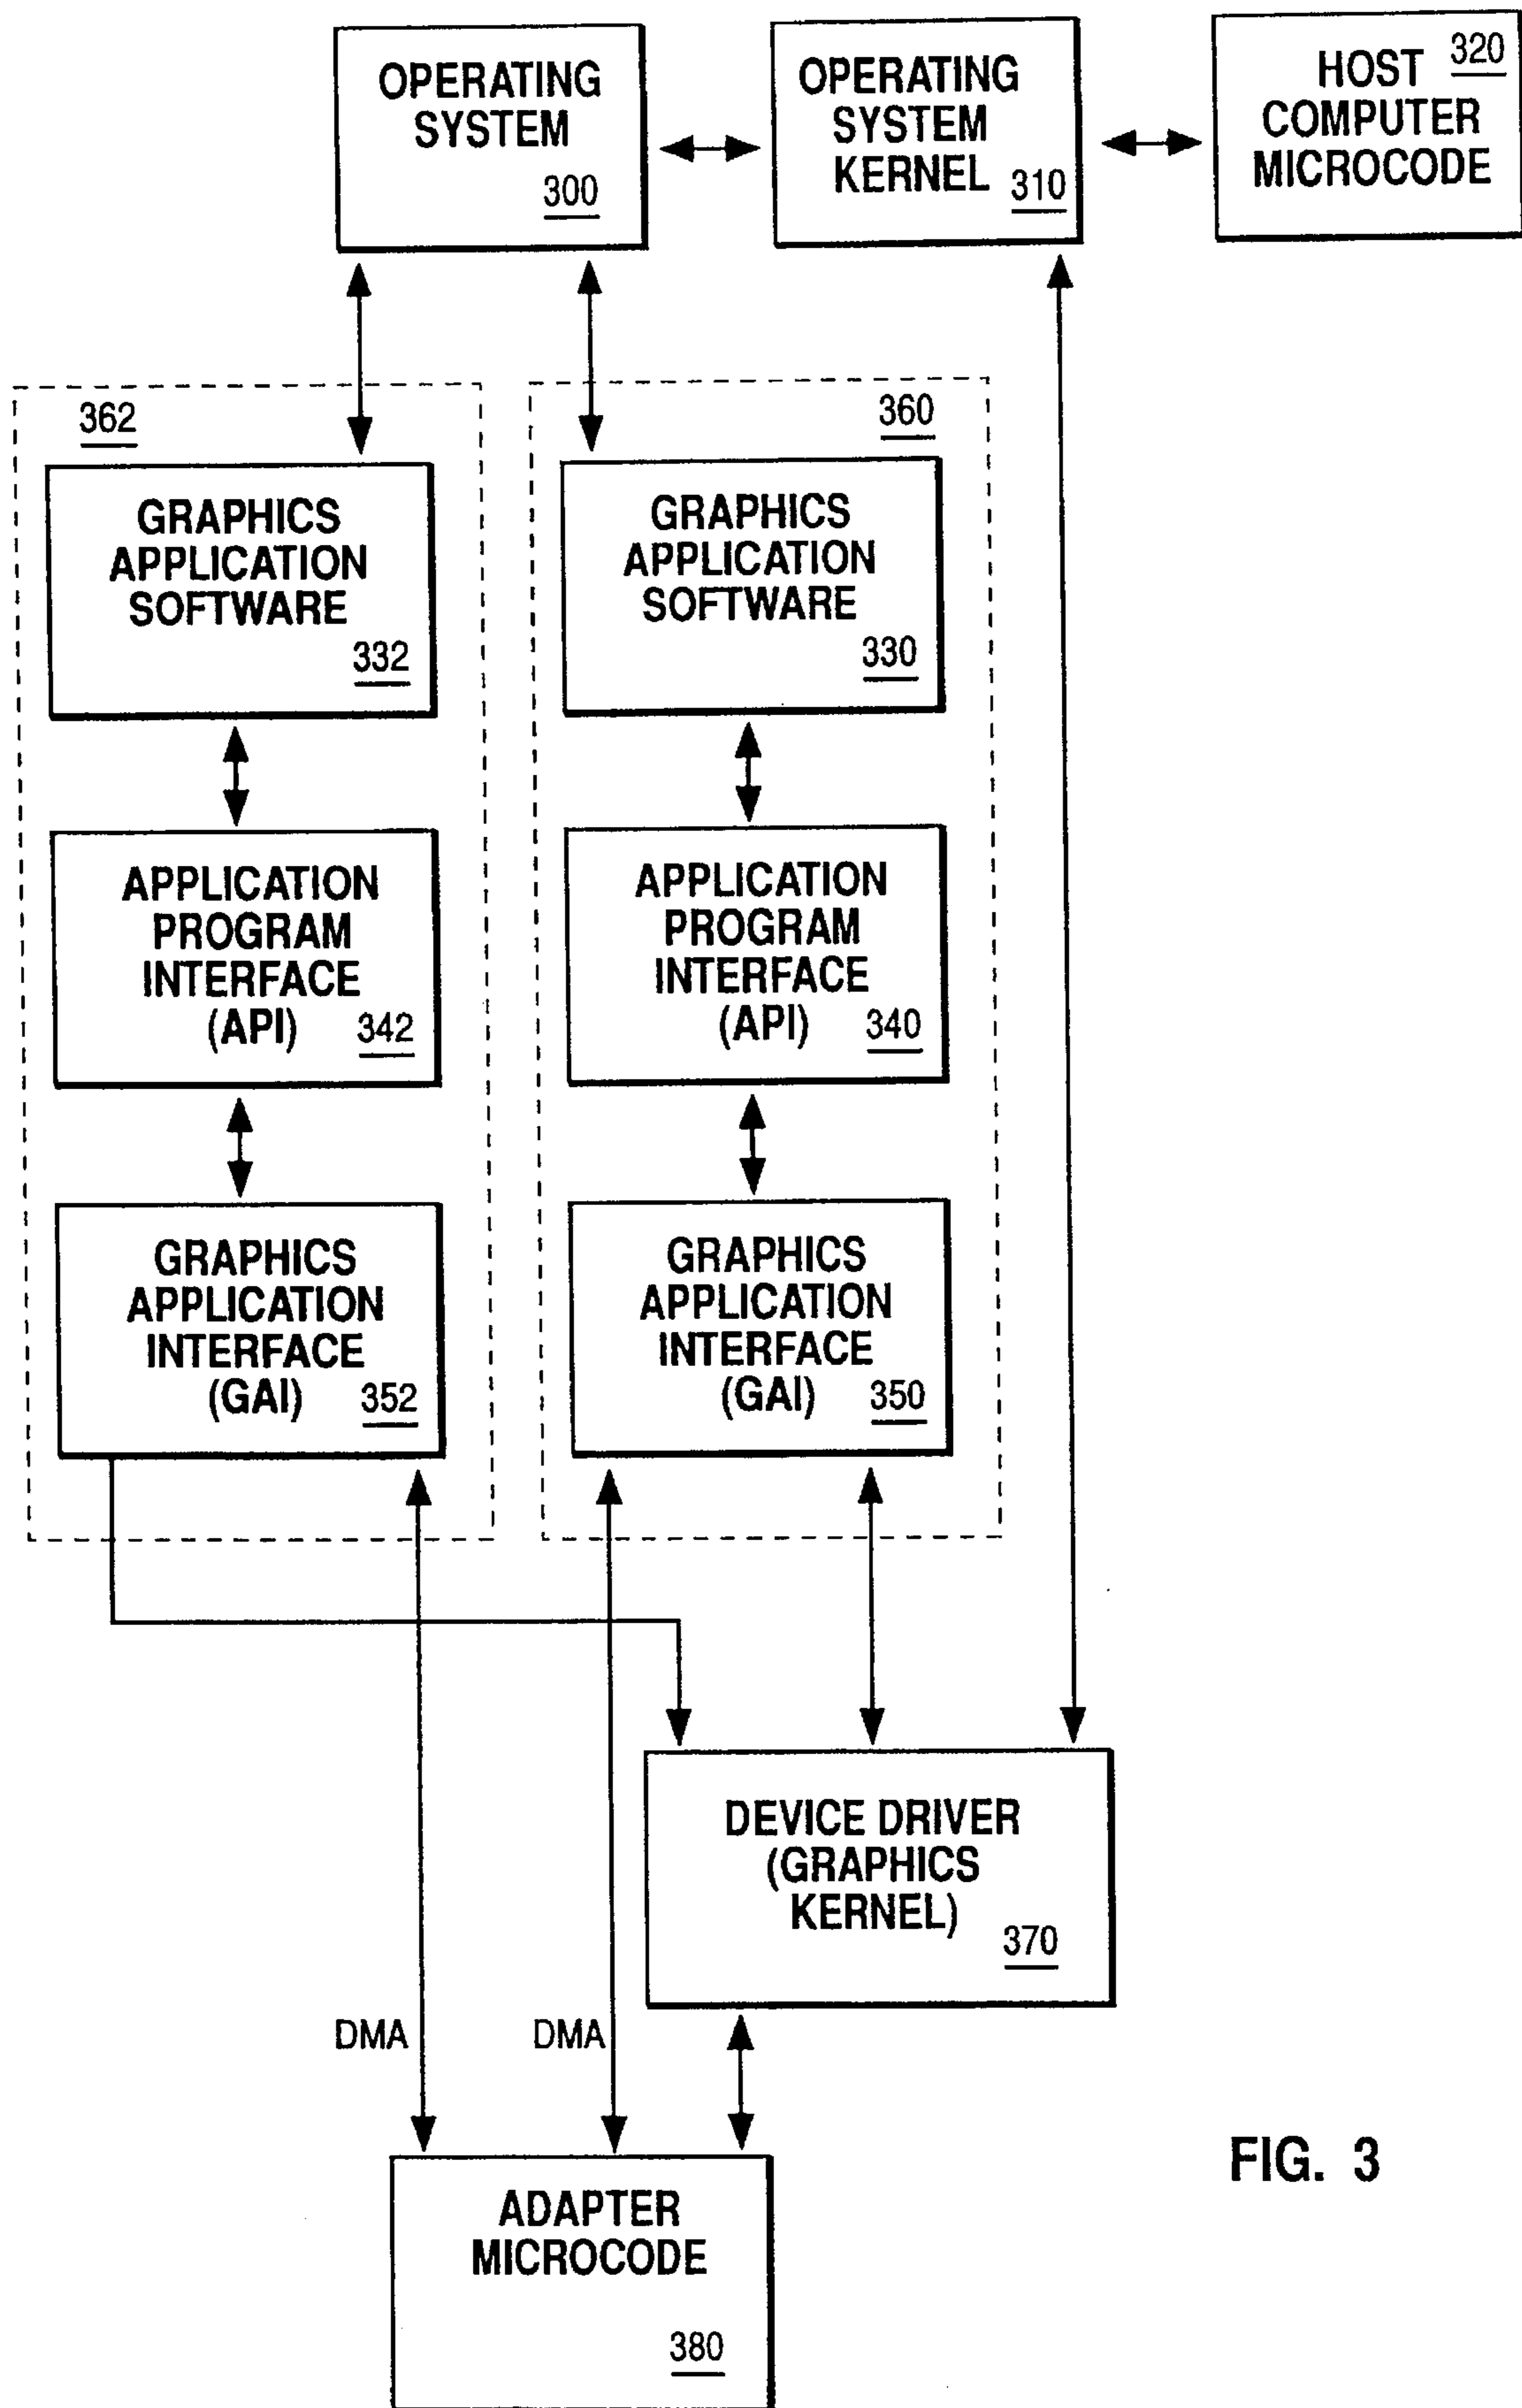 OPERATING
SYSTEM
300
OPERATING
SYSTEM
KERNEL
310
320
HOST
COMPUTER
MICROCODE
362
GRAPHICS
APPLICATION
SOFTWARE
332
APPLICATION
PROGRAM
INTERFACE
(API)
342
GRAPHICS
APPLICATION
INTERFACE
(GAI)
352
360
GRAPHICS
APPLICATION
SOFTWARE
330
APPLICATION
PROGRAM
INTERFACE
(API)
340
GRAPHICS
APPLICATION
INTERFACE
(GAI)
350
DEVICE DRIVER
(GRAPHICS
KERNEL)
370
DMA
DMA
ADAPTER
MICROCODE
380
FIG. 3